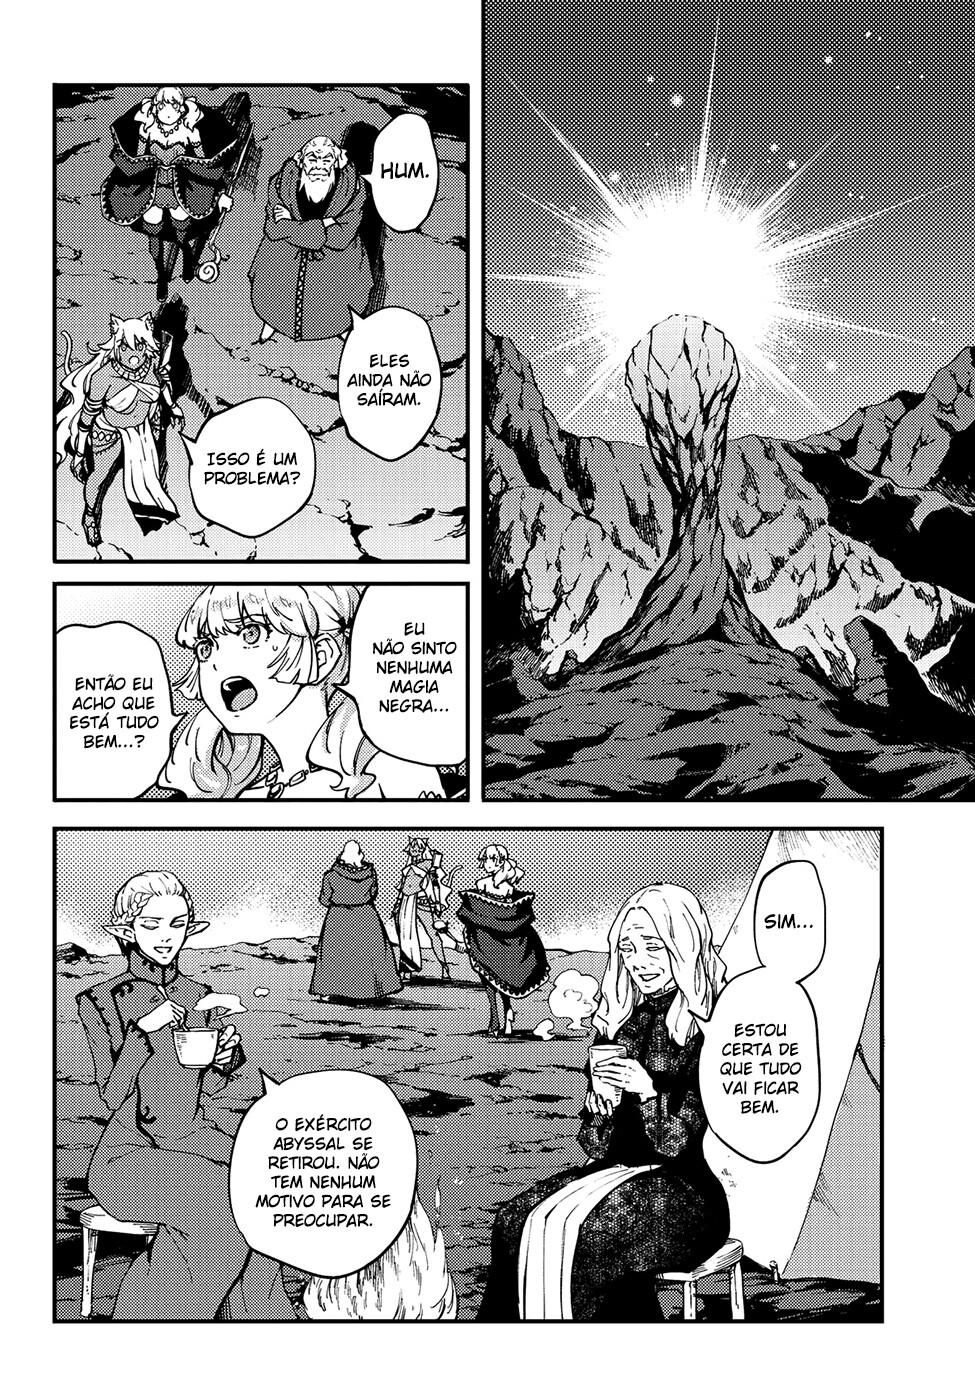 HUM.
ELES
AINDA NÃO
SAÍRAM.
ISSO É UM
PROBLEMA?
EU
NÃO SINTO
NENHUMA
MAGIA
NEGRA...
ENTÃO EU
ACHO QUE
ESTÁ TUDO
BEM...?
SIM...
ESTOU
CERTA DE
QUE TUDO
VAI FICAR
BEM.
O EXÉRCITO
ABYSSAL SE
RETIROU. NÃO
TEM NENHUM
MOTIVO PARA SE
PREOCUPAR.